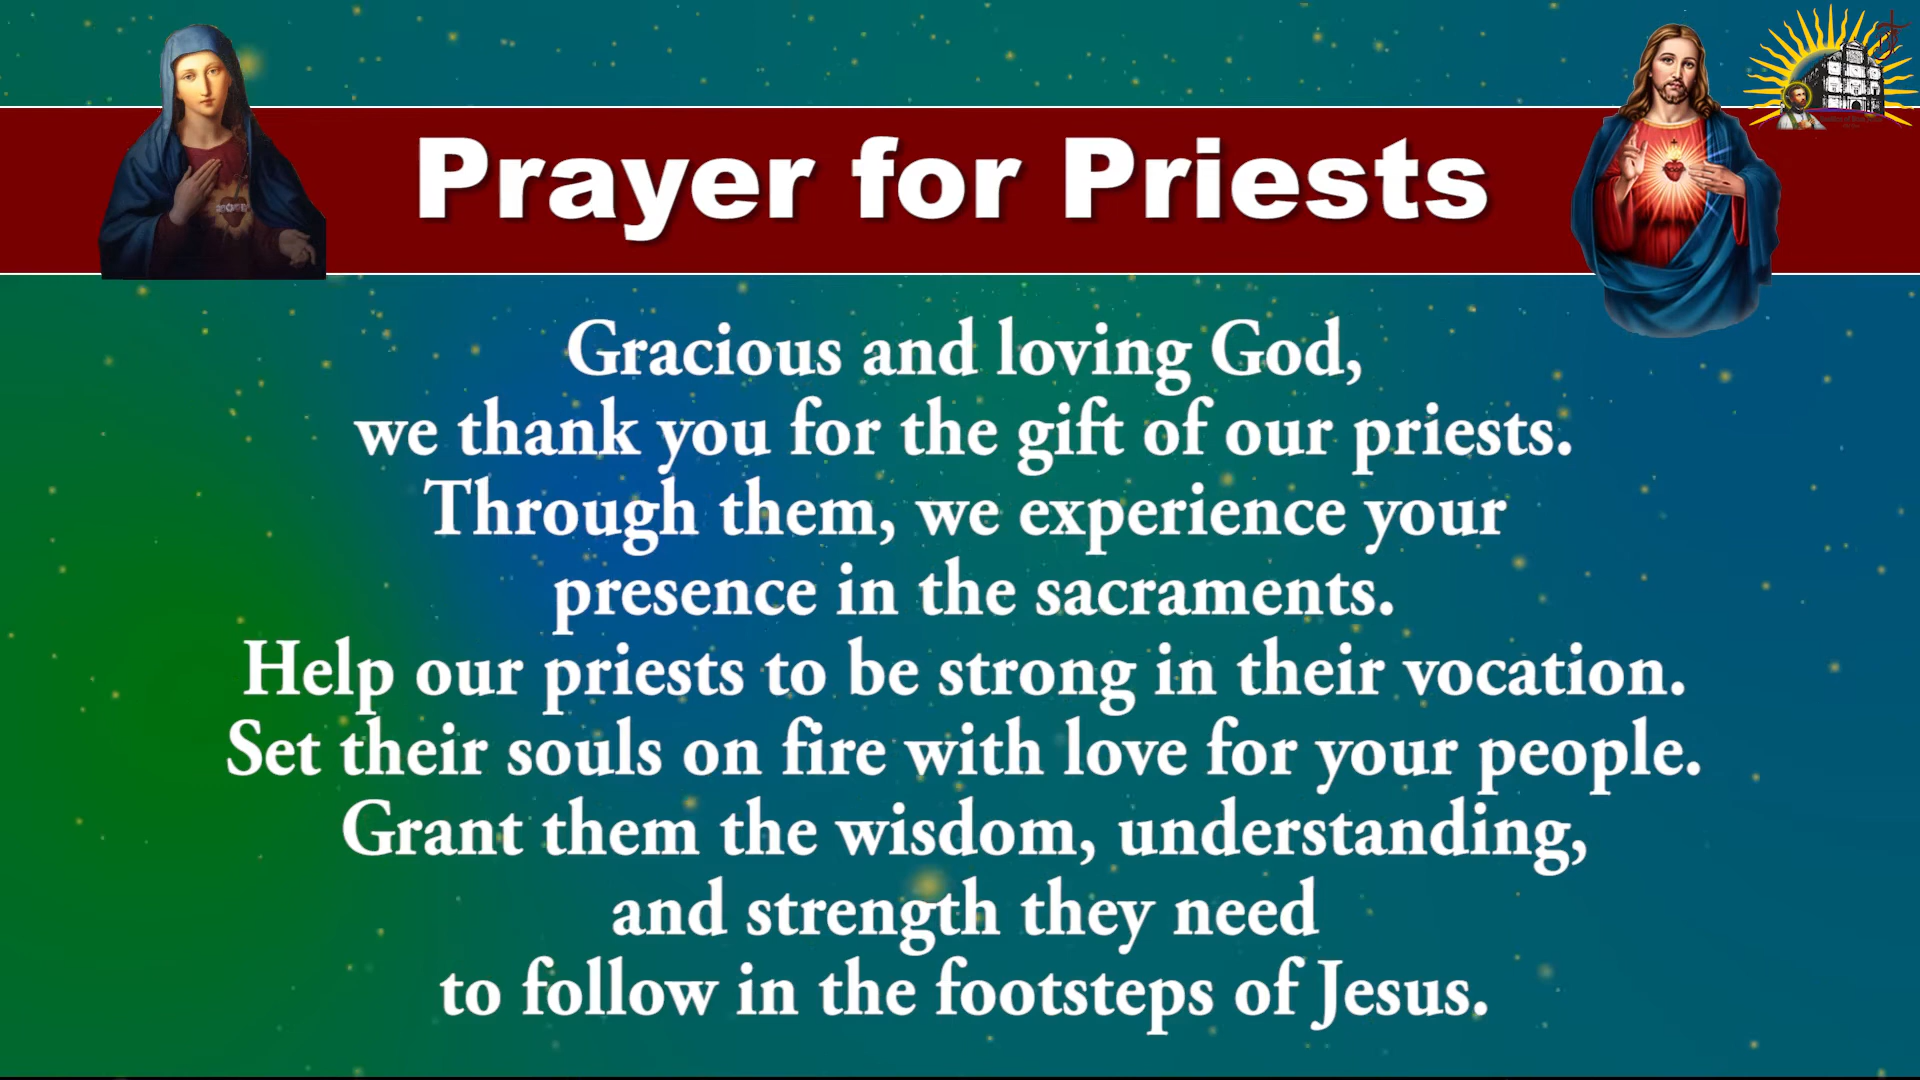 Prayer for Priests
Gracious and loving God,
we thank you for the gift of our priests.
Through them, we experience your
presence in the sacraments.
Help our priests to be strong in their vocation.
Set their souls on fire with love for your people.
Grant them the wisdom, understanding,
and strength they need
to follow in the footsteps of Jesus.